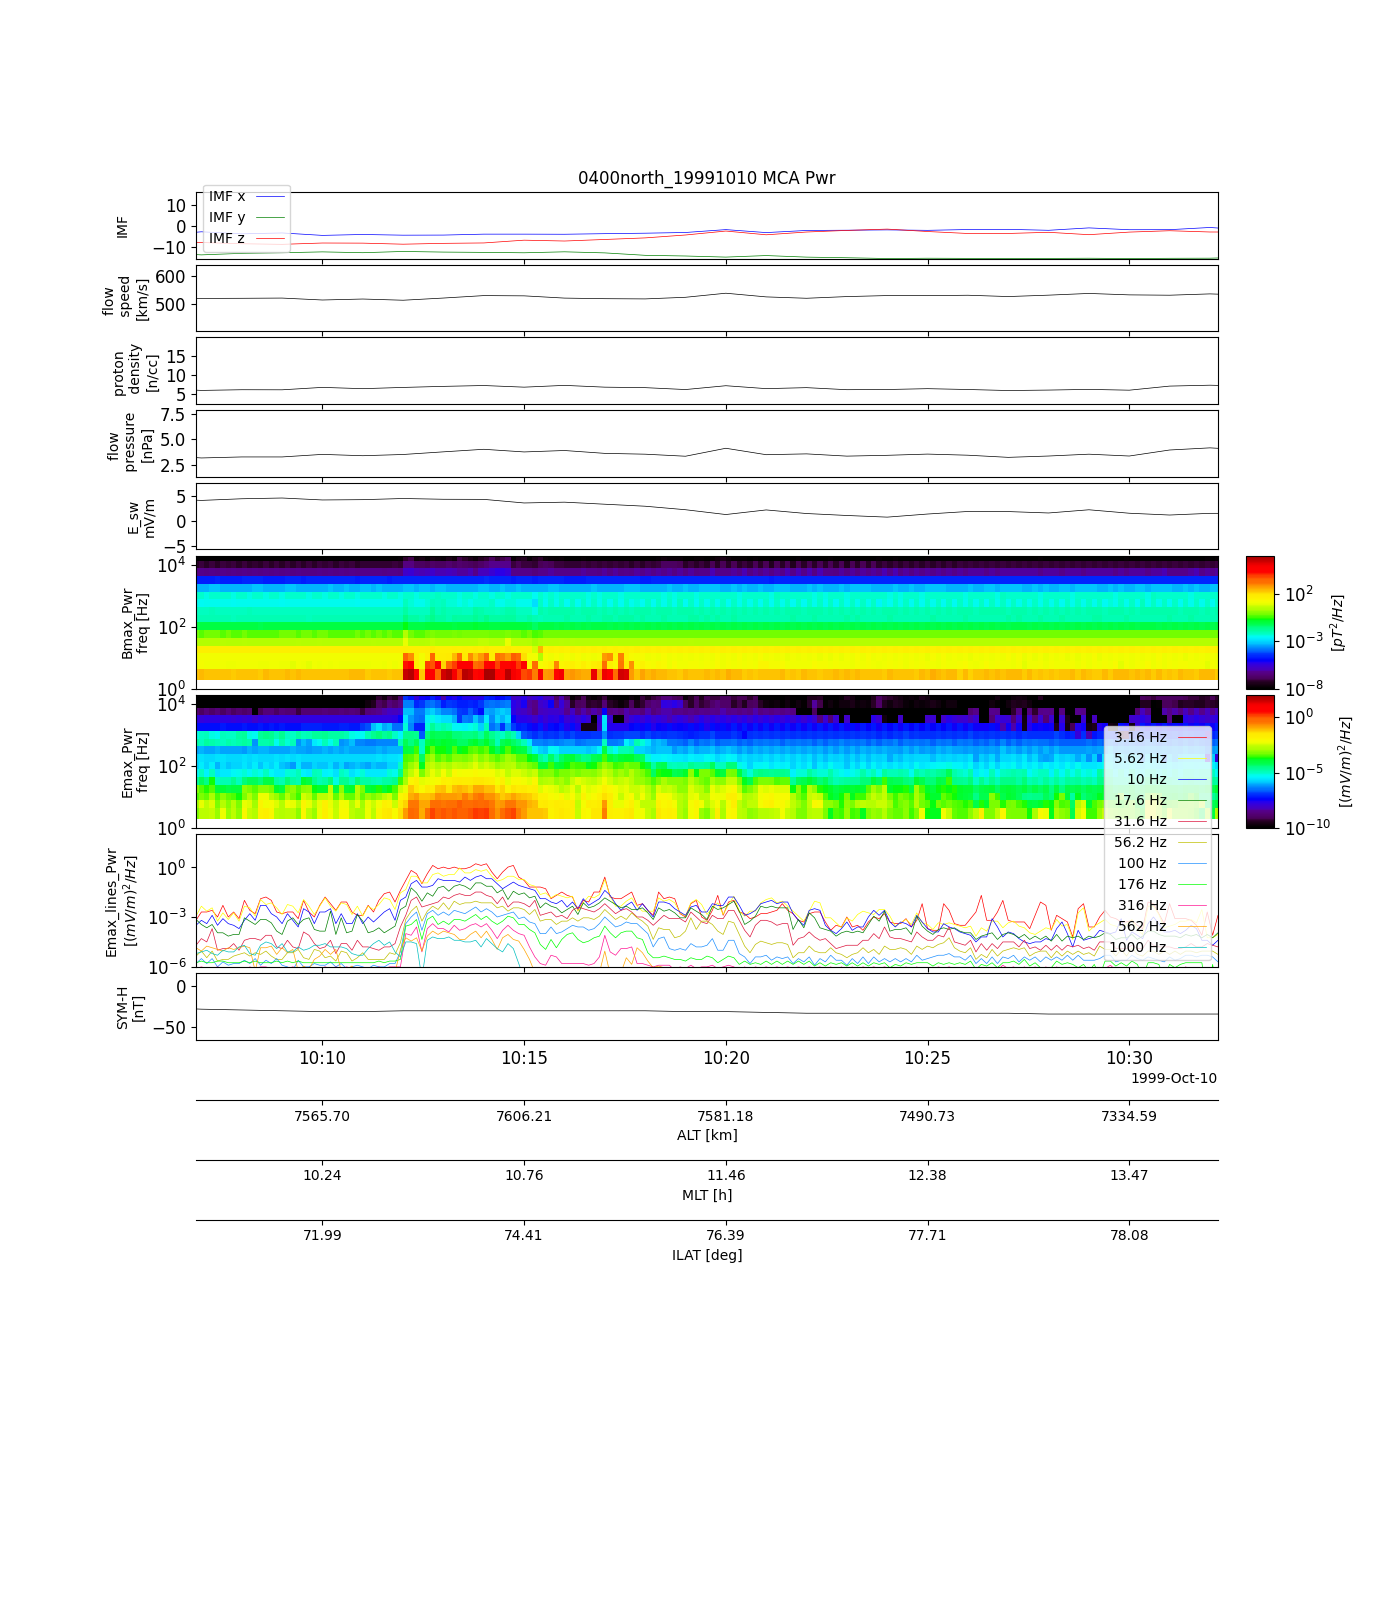 0400north_19991010 MCA Pwr
IMF
10
0
−10
IMF x
IMF y
IMF z
flow
speed
[km/s]
600
500
proton
density
[n/cc]
15
10
5
flow
pressure
[nPa]
7.5
5.0
2.5
E_sw
mV/m
5
0
−5
Bmax_Pwr
freq [Hz]
10^4
10^2
10^0
10^2
10^−3
10^−8
[pT^2/Hz]
Emax_Pwr
freq [Hz]
10^4
10^2
10^0
10^0
10^−5
10^−10
[(mV/m)^2/Hz]
Emax_lines_Pwr
[(mV/m)^2/Hz]
10^0
10^−3
10^−6
3.16 Hz
5.62 Hz
10 Hz
17.6 Hz
31.6 Hz
56.2 Hz
100 Hz
176 Hz
316 Hz
562 Hz
1000 Hz
SYM-H
[nT]
0
−50
10:10 10:15 10:20 10:25 10:30
1999-Oct-10
7565.70 7606.21 7581.18 7490.73 7334.59
ALT [km]
10.24 10.76 11.46 12.38 13.47
MLT [h]
71.99 74.41 76.39 77.71 78.08
ILAT [deg]